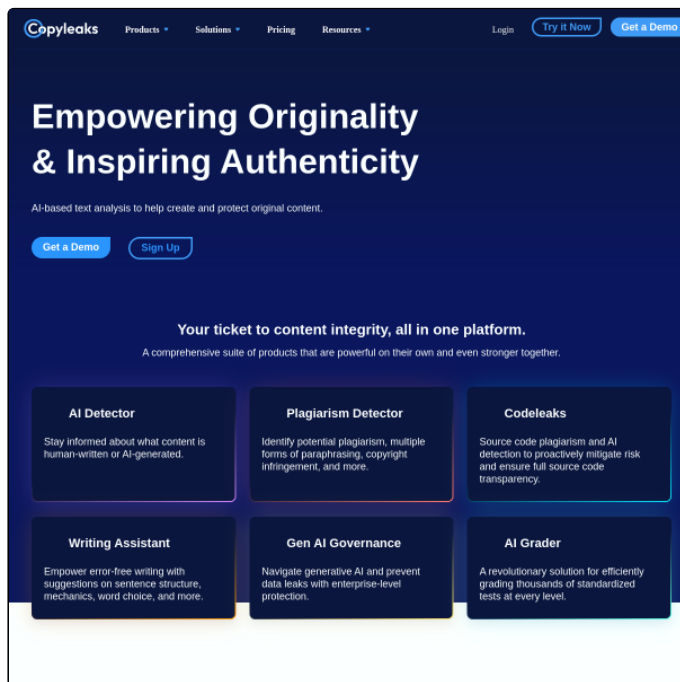 Copyleaks Products Solutions Pricing Resources Login Try it Now Get a Demo
Empowering Originality
& Inspiring Authenticity
AI-based text analysis to help create and protect original content.
Get a Demo Sign Up
Your ticket to content integrity, all in one platform.
A comprehensive suite of products that are powerful on their own and even stronger together.
AI Detector
Stay informed about what content is
human-written or AI-generated.
Plagiarism Detector
Identify potential plagiarism, multiple
forms of paraphrasing, copyright
infringement, and more.
Codeleaks
Source code plagiarism and AI
detection to proactively mitigate risk
and ensure full source code
transparency.
Writing Assistant
Empower error-free writing with
suggestions on sentence structure,
mechanics, word choice, and more.
Gen AI Governance
Navigate generative AI and prevent
data leaks with enterprise-level
protection.
AI Grader
A revolutionary solution for efficiently
grading thousands of standardized
tests at every level.